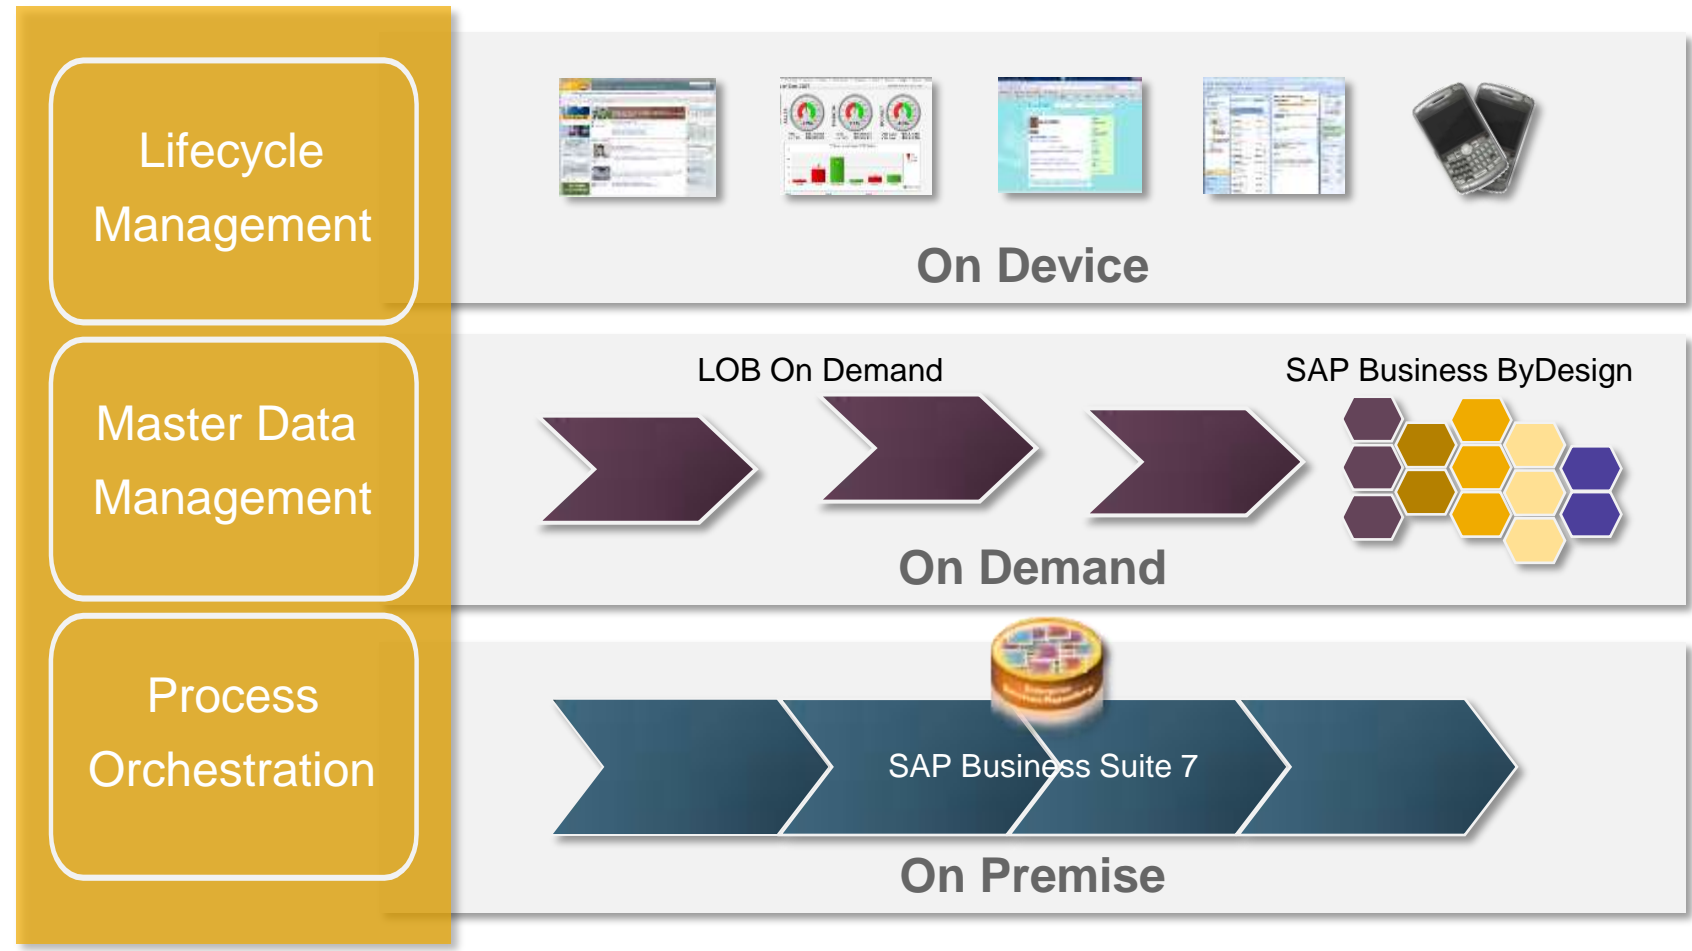 Lifecycle
Management
On Device
Master Data
Management
LOB On Demand
SAP Business ByDesign
On Demand
Process
Orchestration
SAP Business Suite 7
On Premise